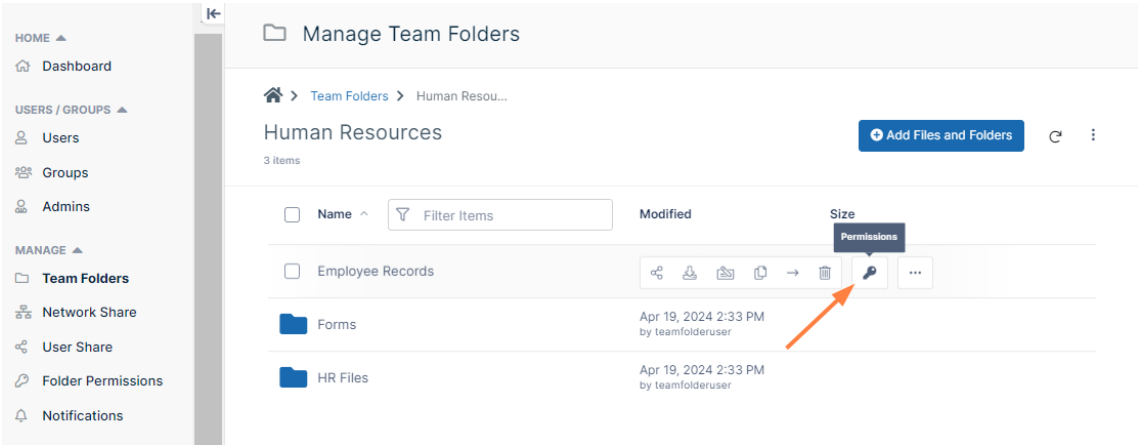 HOME
Dashboard
USERS / GROUPS
Users
Groups
Admins
MANAGE
Team Folders
Network Share
User Share
Folder Permissions
Notifications
Manage Team Folders
Team Folders > Human Resou...
Human Resources
3 items
Add Files and Folders
Name Filter Items Modified Size
Permissions
Employee Records
Forms Apr 19, 2024 2:33 PM
by teamfolderuser
HR Files Apr 19, 2024 2:33 PM
by teamfolderuser